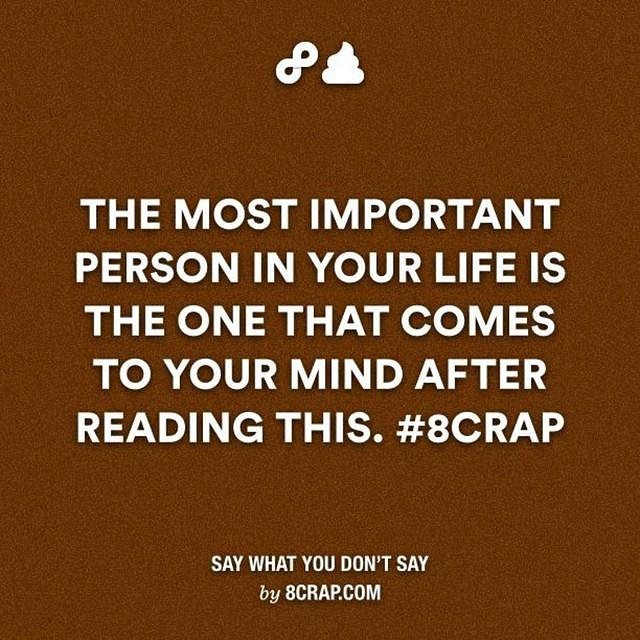 THE MOST IMPORTANT
PERSON IN YOUR LIFE IS
THE ONE THAT COMES
TO YOUR MIND AFTER
READING THIS. #8CRAP
SAY WHAT YOU DON'T SAY
by 8CRAP.COM